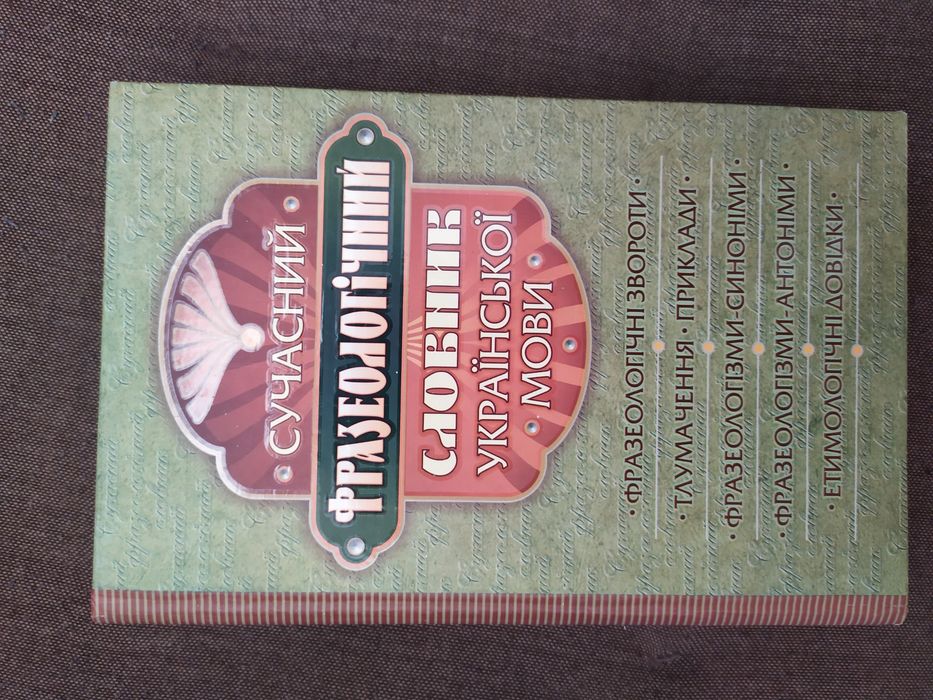 • СУЧАСНИЙ •
ФРАЗЕОЛОГІЧНИЙ
СЛОВНИК
УКРАЇНСЬКОЇ
МОВИ
• ФРАЗЕОЛОГІЧНІ ЗВОРОТИ •
• ТЛУМАЧЕННЯ • ПРИКЛАДИ •
• ФРАЗЕОЛОГІЗМИ-СИНОНІМИ •
• ФРАЗЕОЛОГІЗМИ-АНТОНІМИ •
• ЕТИМОЛОГІЧНІ ДОВІДКИ •